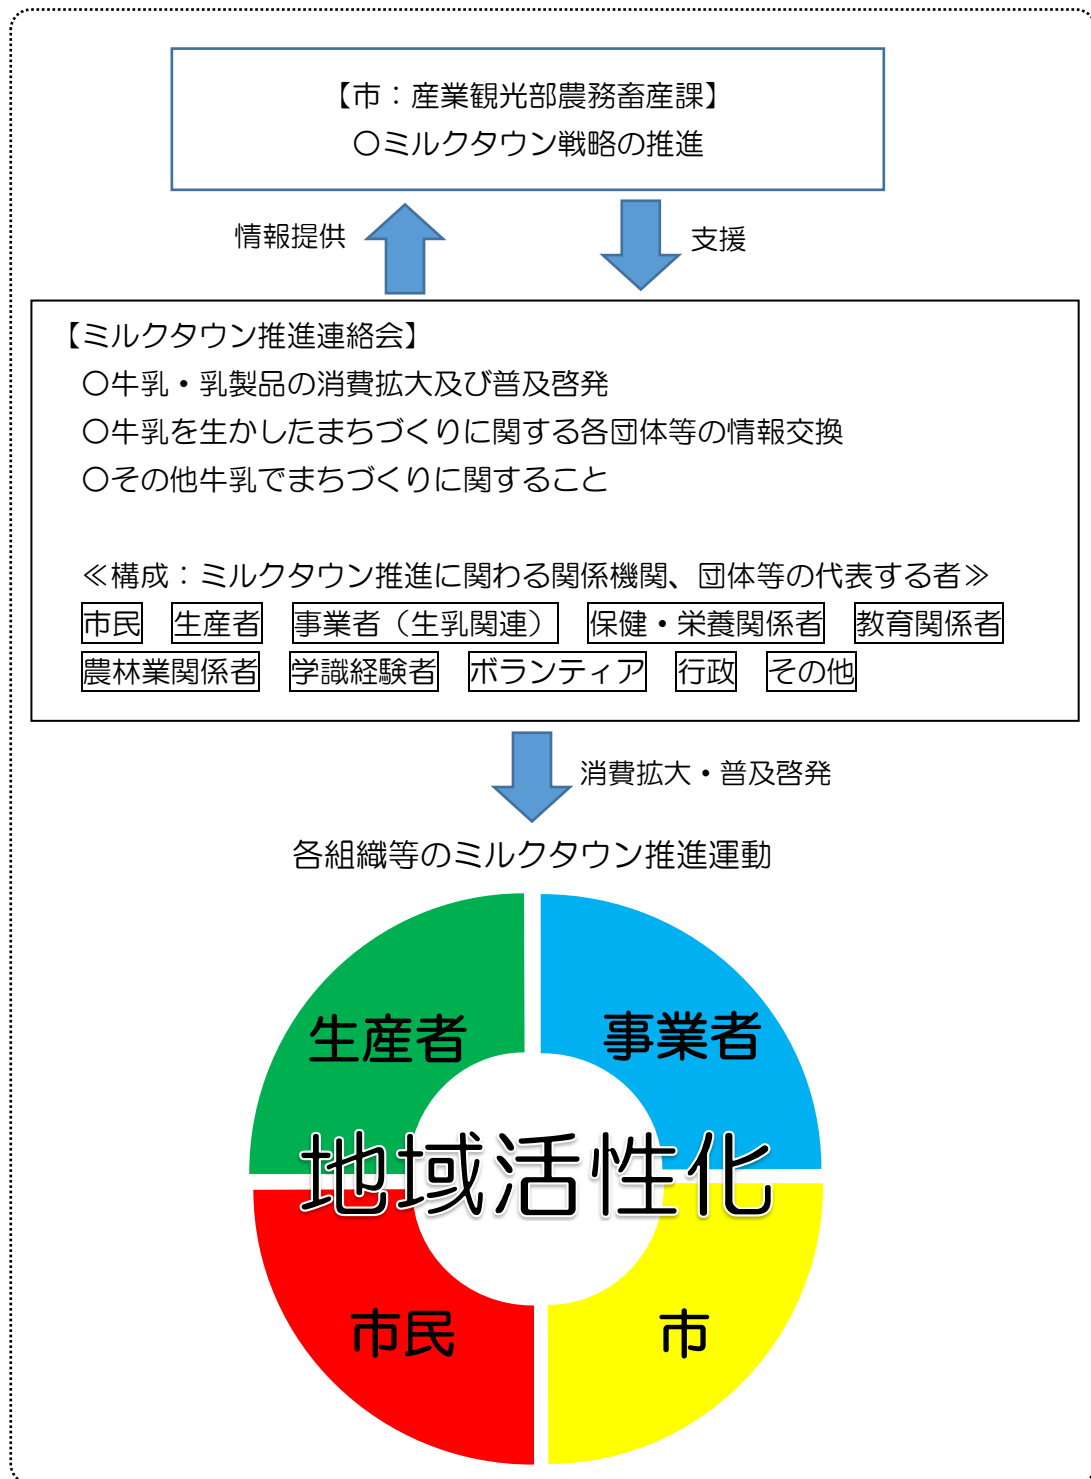 【市：産業観光部農務畜産課】
〇ミルクタウン戦略の推進
情報提供
支援
【ミルクタウン推進連絡会】
〇牛乳・乳製品の消費拡大及び普及啓発
〇牛乳を生かしたまちづくりに関する各団体等の情報交換
〇その他牛乳でまちづくりに関すること
≪構成：ミルクタウン推進に関わる関係機関、団体等の代表する者≫
市民 生産者 事業者（生乳関連） 保健・栄養関係者 教育関係者
農林業関係者 学識経験者 ボランティア 行政 その他
消費拡大・普及啓発
各組織等のミルクタウン推進運動
生産者 事業者
地域活性化
市民 市